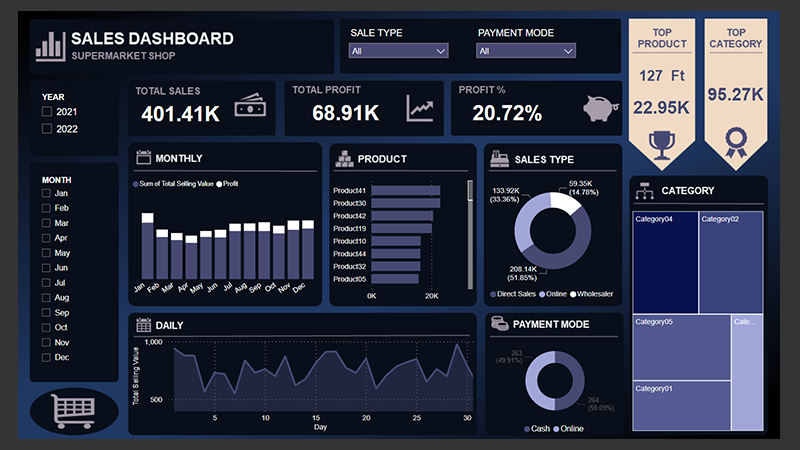 SALES DASHBOARD
SUPERMARKET SHOP
SALE TYPE
All
PAYMENT MODE
All
TOP
PRODUCT
127 Ft
22.95K
TOP
CATEGORY
95.27K
YEAR
2021
2022
TOTAL SALES
401.41K
TOTAL PROFIT
68.91K
PROFIT %
20.72%
MONTH
Jan
Feb
Mar
Apr
May
Jun
Jul
Aug
Sep
Oct
Nov
Dec
MONTHLY
Sum of Total Selling Value Profit
Jan Feb Mar Apr May Jun Jul Aug Sep Oct Nov Dec
PRODUCT
Product41
Product30
Product42
Product19
Product10
Product44
Product32
Product05
0K 20K
SALES TYPE
59.35K
(14.78%)
133.92K
(33.36%)
208.14K
(51.85%)
Direct Sales Online Wholesaler
CATEGORY
Category04
Category02
Category05
Cate...
Category01
DAILY
Total Selling Value
1,000
500
5 10 15 20 25 30
Day
PAYMENT MODE
263
(49.91%)
264
(50.09%)
Cash Online